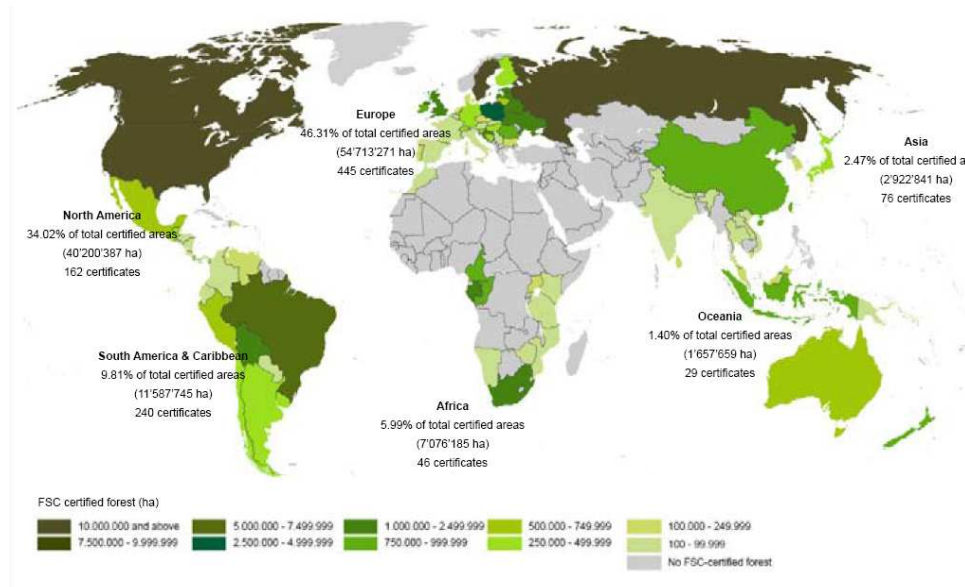 Europe
46.31% of total certified areas
(54'713'271 ha)
445 certificates
Asia
2.47% of total certified a
(2'922'841 ha)
76 certificates
North America
34.02% of total certified areas
(40'200'387 ha)
162 certificates
Oceania
1.40% of total certified areas
(1'657'659 ha)
29 certificates
South America & Caribbean
9.81% of total certified areas
(11'587'745 ha)
240 certificates
Africa
5.99% of total certified areas
(7'076'185 ha)
46 certificates
FSC certified forest (ha)
10.000.000 and above
7.500.000 - 9.999.999
5.000.000 - 7.499.999
2.500.000 - 4.999.999
1.000.000 - 2.499.999
750.000 - 999.999
500.000 - 749.999
250.000 - 499.999
100.000 - 249.999
100 - 99.999
No FSC-certified forest